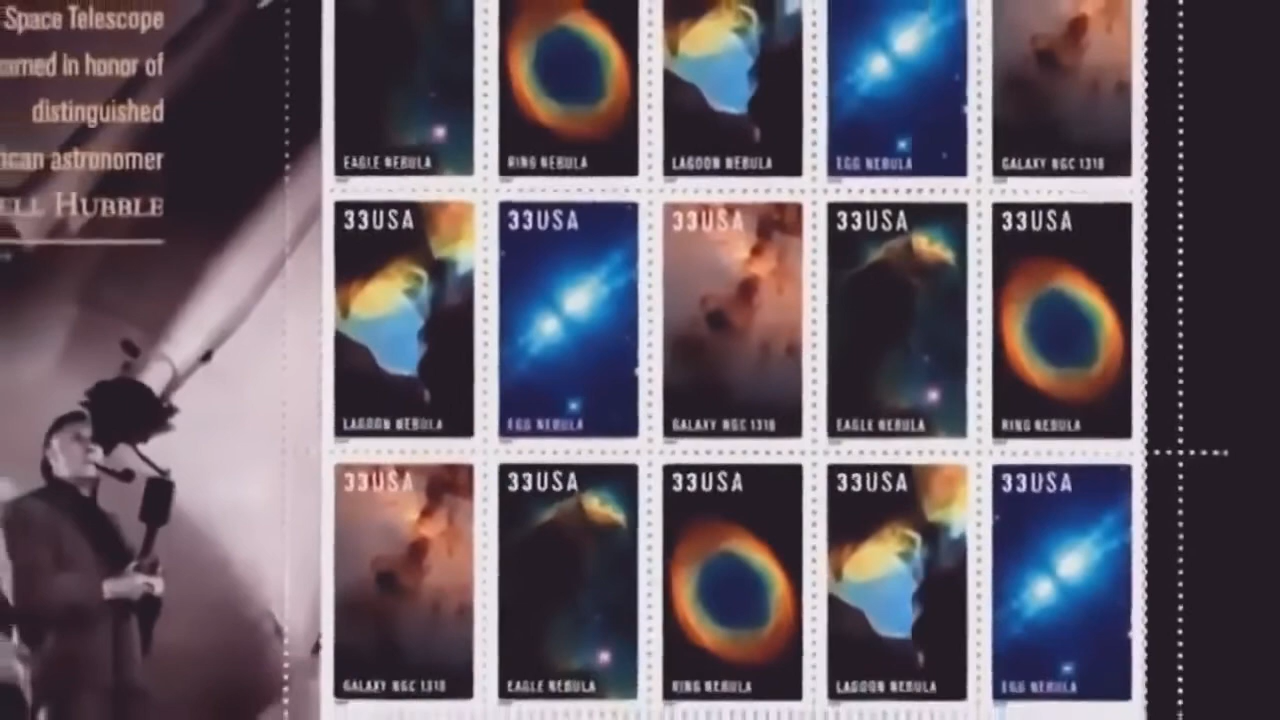 Space Telescope
amed in honor of
distinguished
ican astronomer
ELL HUBBLE
EAGLE NEBULA
RING NEBULA
LAGOON NEBULA
EGG NEBULA
GALAXY NGC 1316
33USA
33USA
33USA
33USA
33USA
LAGOON NEBULA
EGG NEBULA
GALAXY NGC 1316
EAGLE NEBULA
RING NEBULA
33USA
33USA
33USA
33USA
33USA
GALAXY NGC 1316
EAGLE NEBULA
RING NEBULA
LAGOON NEBULA
EGG NEBULA